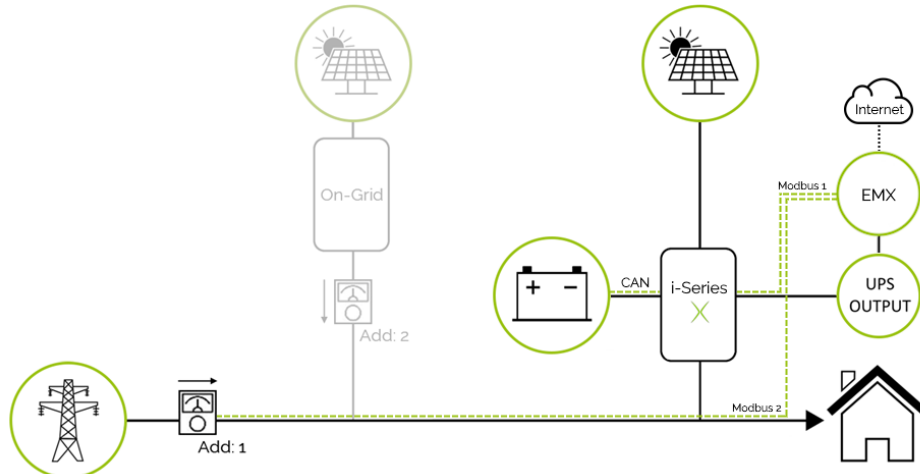 Internet
On-Grid
Modbus 1
EMX
CAN
i-Series
X
UPS
OUTPUT
Add: 2
Modbus 2
Add: 1